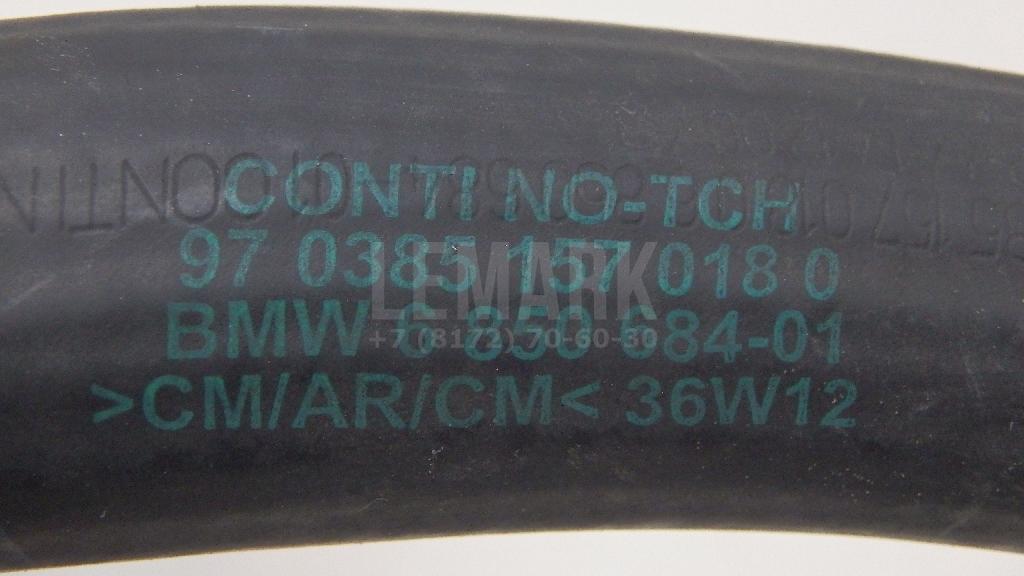 CONTI NO-TCH
97 0385 157 018 0
BMW 6 850 684-01
>CM/AR/CM< 36W12
LEMARK
+7 (8172) 70-60-30